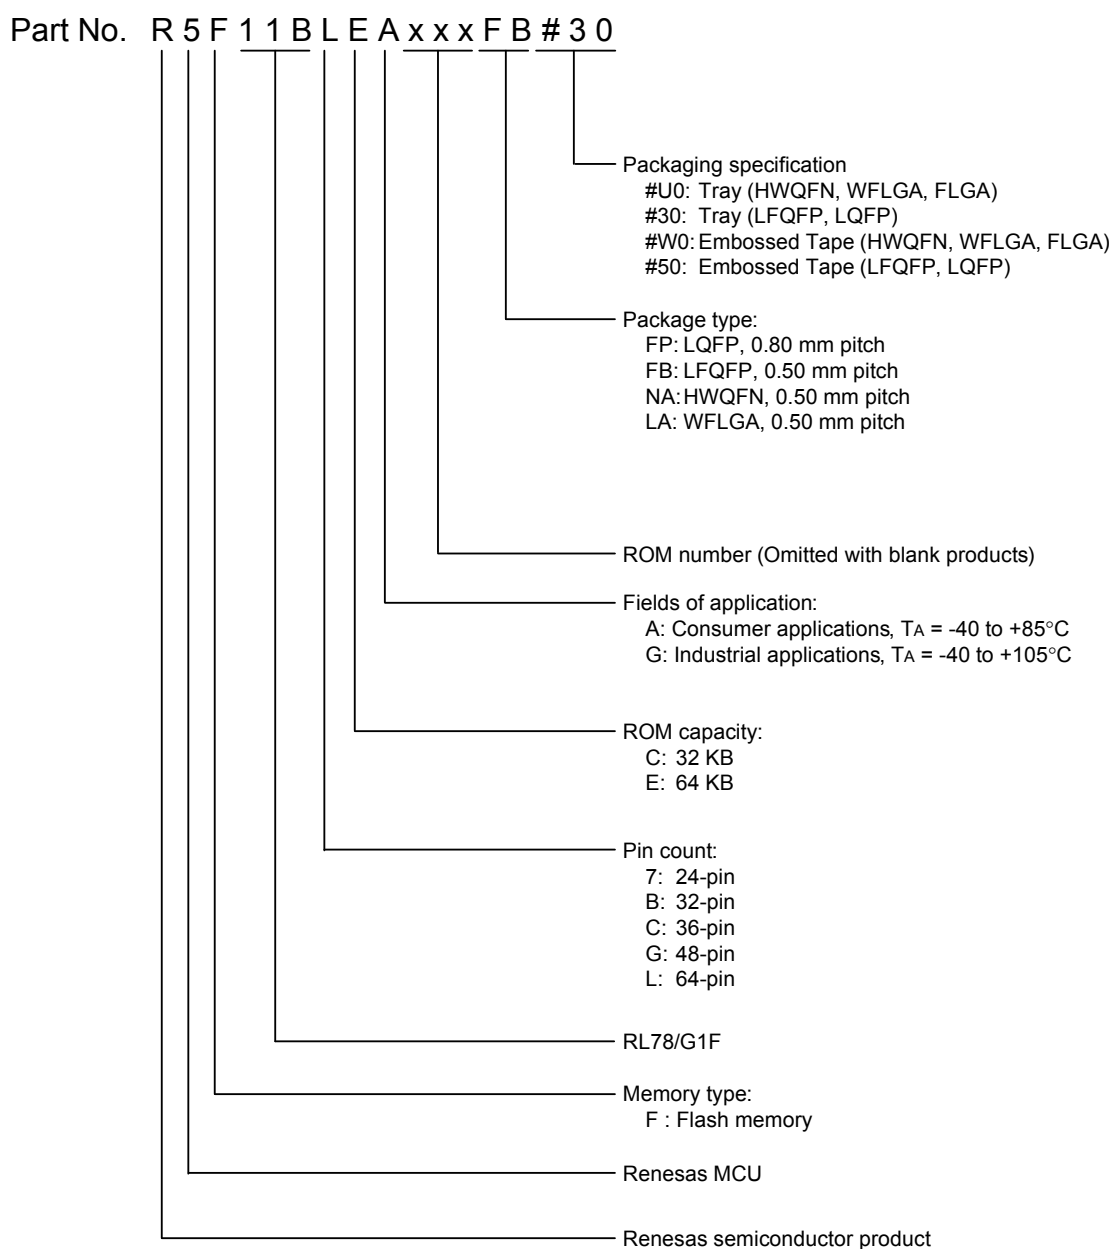 Part No. R 5 F 1 1 B L E A x x x F B # 3 0
Packaging specification
#U0: Tray (HWQFN, WFLGA, FLGA)
#30: Tray (LFQFP, LQFP)
#W0: Embossed Tape (HWQFN, WFLGA, FLGA)
#50: Embossed Tape (LFQFP, LQFP)
Package type:
FP: LQFP, 0.80 mm pitch
FB: LFQFP, 0.50 mm pitch
NA: HWQFN, 0.50 mm pitch
LA: WFLGA, 0.50 mm pitch
ROM number (Omitted with blank products)
Fields of application:
A: Consumer applications, TA = -40 to +85°C
G: Industrial applications, TA = -40 to +105°C
ROM capacity:
C: 32 KB
E: 64 KB
Pin count:
7: 24-pin
B: 32-pin
C: 36-pin
G: 48-pin
L: 64-pin
RL78/G1F
Memory type:
F : Flash memory
Renesas MCU
Renesas semiconductor product